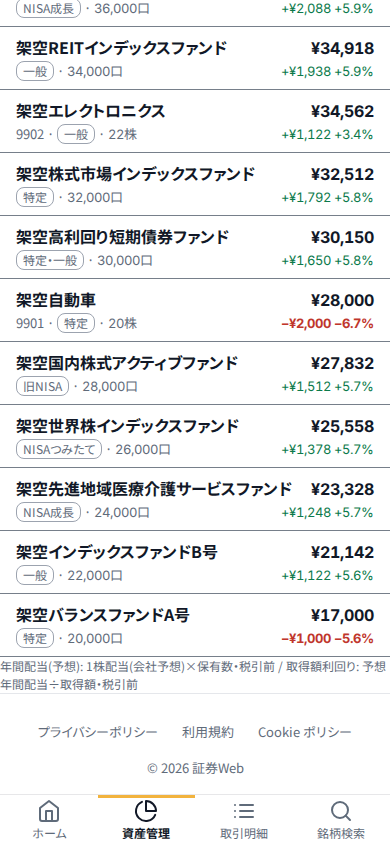 NISA成長 · 36,000口 +¥2,088 +5.9%
架空REITインデックスファンド ¥34,918
一般 · 34,000口 +¥1,938 +5.9%
架空エレクトロニクス ¥34,562
9902 · 一般 · 22株 +¥1,122 +3.4%
架空株式市場インデックスファンド ¥32,512
特定 · 32,000口 +¥1,792 +5.8%
架空高利回り短期債券ファンド ¥30,150
特定・一般 · 30,000口 +¥1,650 +5.8%
架空自動車 ¥28,000
9901 · 特定 · 20株 −¥2,000 −6.7%
架空国内株式アクティブファンド ¥27,832
旧NISA · 28,000口 +¥1,512 +5.7%
架空世界株インデックスファンド ¥25,558
NISAつみたて · 26,000口 +¥1,378 +5.7%
架空先進地域医療介護サービスファンド ¥23,328
NISA成長 · 24,000口 +¥1,248 +5.7%
架空インデックスファンドB号 ¥21,142
一般 · 22,000口 +¥1,122 +5.6%
架空バランスファンドA号 ¥17,000
特定 · 20,000口 −¥1,000 −5.6%
年間配当(予想): 1株配当(会社予想)×保有数・税引前 / 取得額利回り: 予想
年間配当÷取得額・税引前
プライバシーポリシー 利用規約 Cookie ポリシー
© 2026 証券Web
ホーム 資産管理 取引明細 銘柄検索